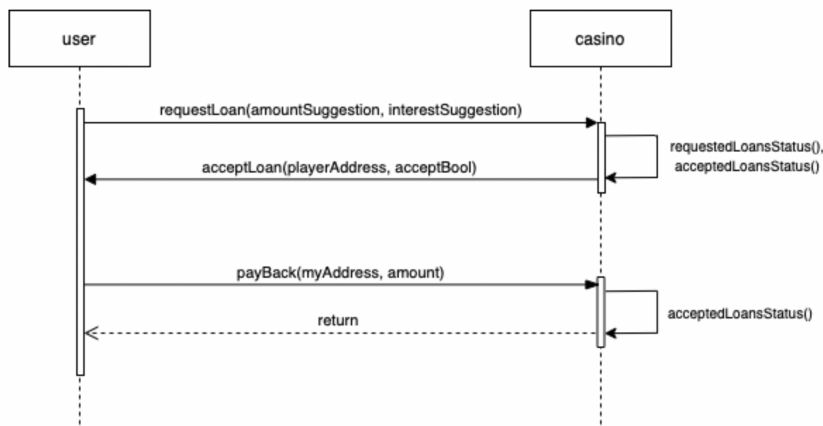 user
casino
requestLoan(amountSuggestion, interestSuggestion)
requestedLoansStatus(),
acceptedLoansStatus()
acceptLoan(playerAddress, acceptBool)
payBack(myAddress, amount)
acceptedLoansStatus()
return